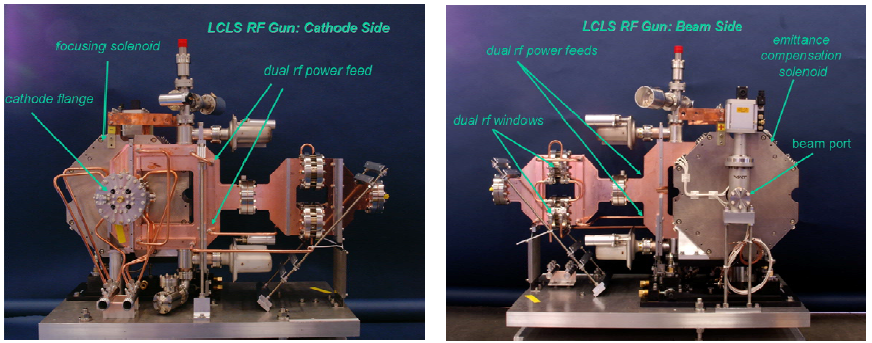 LCLS RF Gun: Cathode Side
focusing solenoid
dual rf power feed
cathode flange
LCLS RF Gun: Beam Side
dual rf power feeds
emittance
compensation
solenoid
dual rf windows
beam port